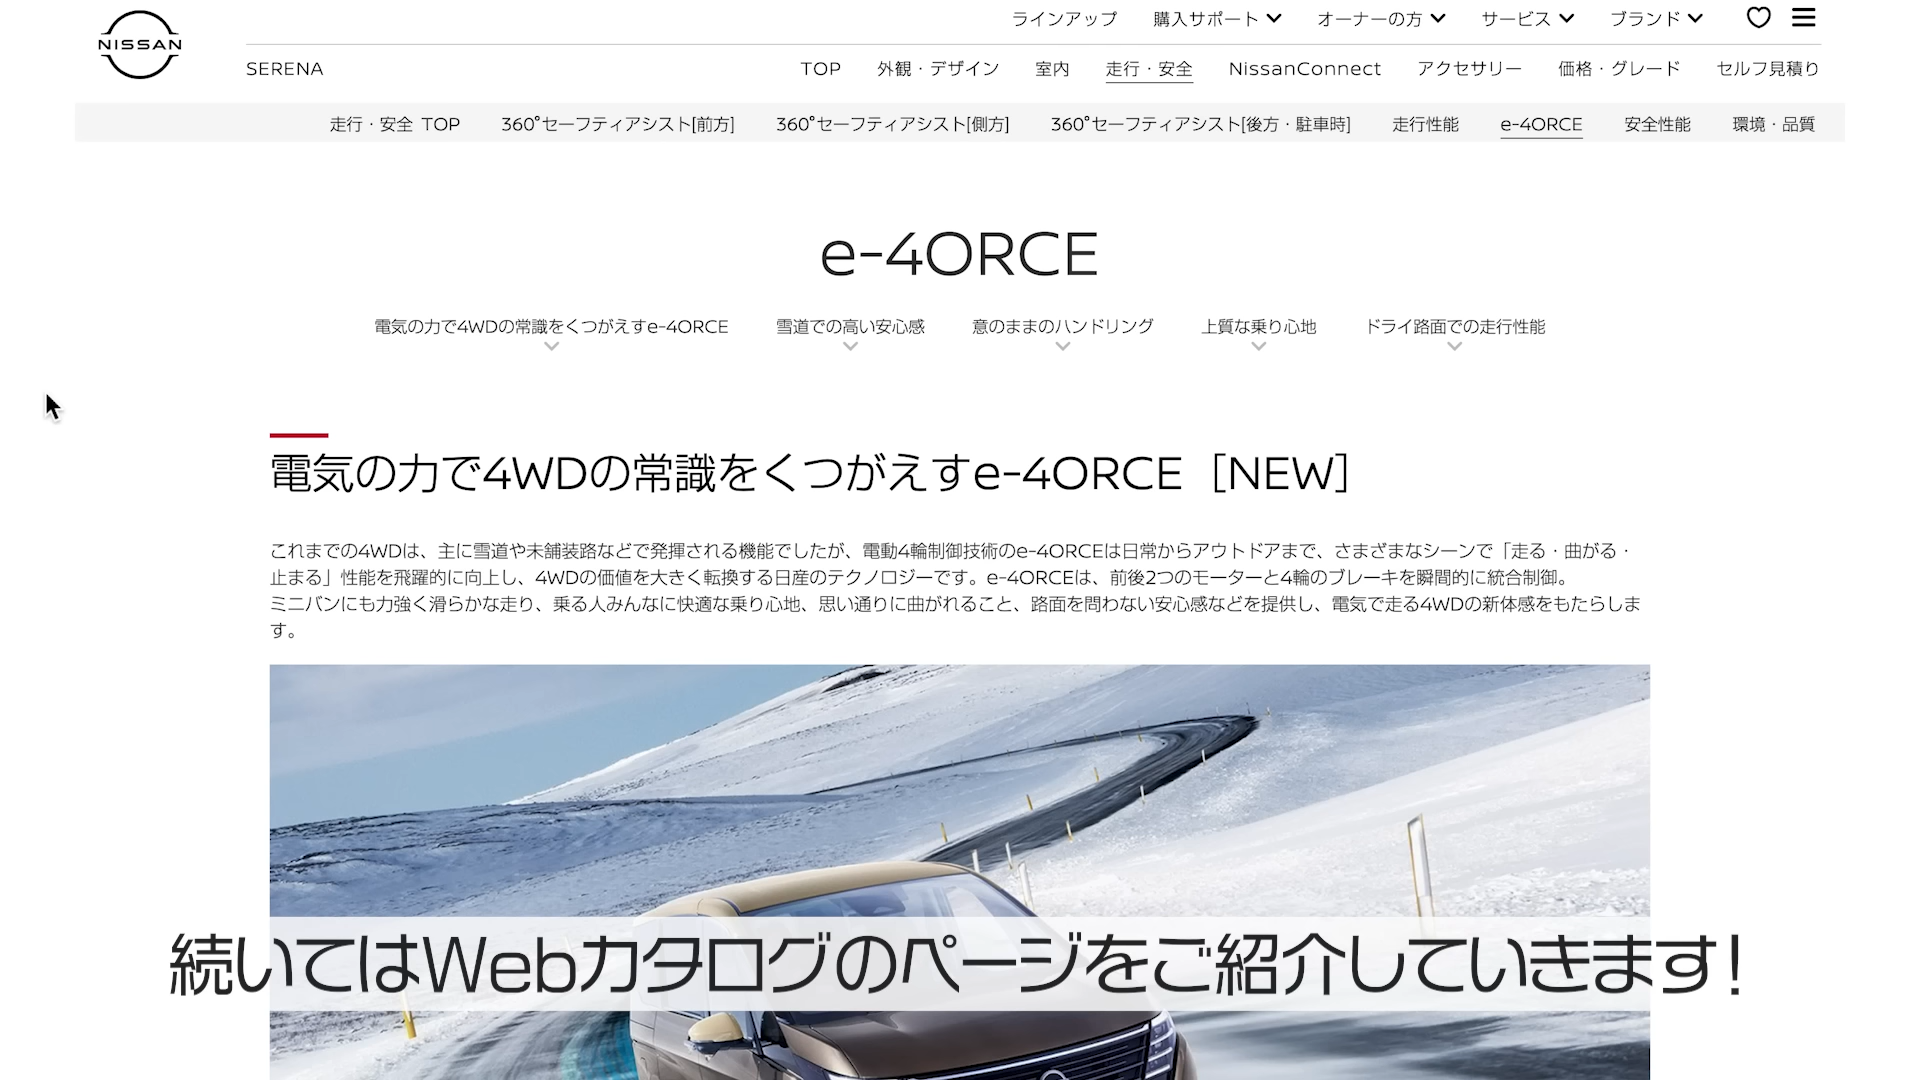 NISSAN
ラインアップ 購入サポート オーナーの方 サービス ブランド
SERENA TOP 外観・デザイン 室内 走行・安全 NissanConnect アクセサリー 価格・グレード セルフ見積り
走行・安全 TOP 360°セーフティアシスト[前方] 360°セーフティアシスト[側方] 360°セーフティアシスト[後方・駐車時] 走行性能 e-4ORCE 安全性能 環境・品質
e-4ORCE
電気の力で4WDの常識をくつがえすe-4ORCE 雪道での高い安心感 意のままのハンドリング 上質な乗り心地 ドライ路面での走行性能
電気の力で4WDの常識をくつがえすe-4ORCE［NEW］
これまでの4WDは、主に雪道や未舗装路などで発揮される機能でしたが、電動4輪制御技術のe-4ORCEは日常からアウトドアまで、さまざまなシーンで「走る・曲がる・
止まる」性能を飛躍的に向上し、4WDの価値を大きく転換する日産のテクノロジーです。e-4ORCEは、前後2つのモーターと4輪のブレーキを瞬間的に統合制御。
ミニバンにも力強く滑らかな走り、乗る人みんなに快適な乗り心地、思い通りに曲がれること、路面を問わない安心感などを提供し、電気で走る4WDの新体感をもたらしま
す。
続いてはWebカタログのページをご紹介していきます！